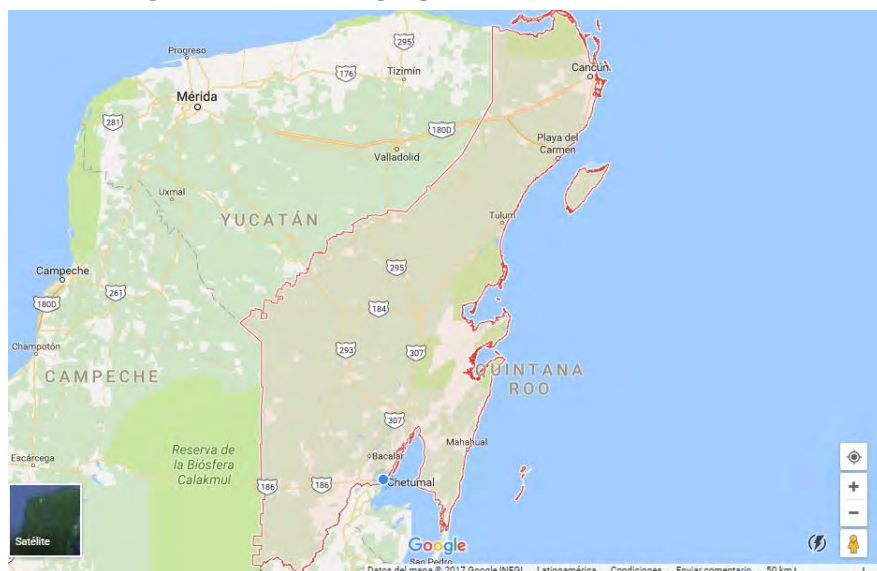 295
Progreso
Cancún
Tizimín
176
Mérida
281
180D
Playa del
Carmen
Valladolid
Uxmal
YUCATÁN
Tulum
295
Campeche
261
180D
184
Champotón
293
307
CAMPECHE
QUINTANA
ROO
307
Mahahual
Reserva de
la Biósfera
Calakmul
Escárcega
Bacalar
186
186
Chetumal
+
−
Satélite
Google
San Pedro
Datos del mapa © 2017 Google INEGI Latinoamérica Condiciones Enviar comentario 50 km